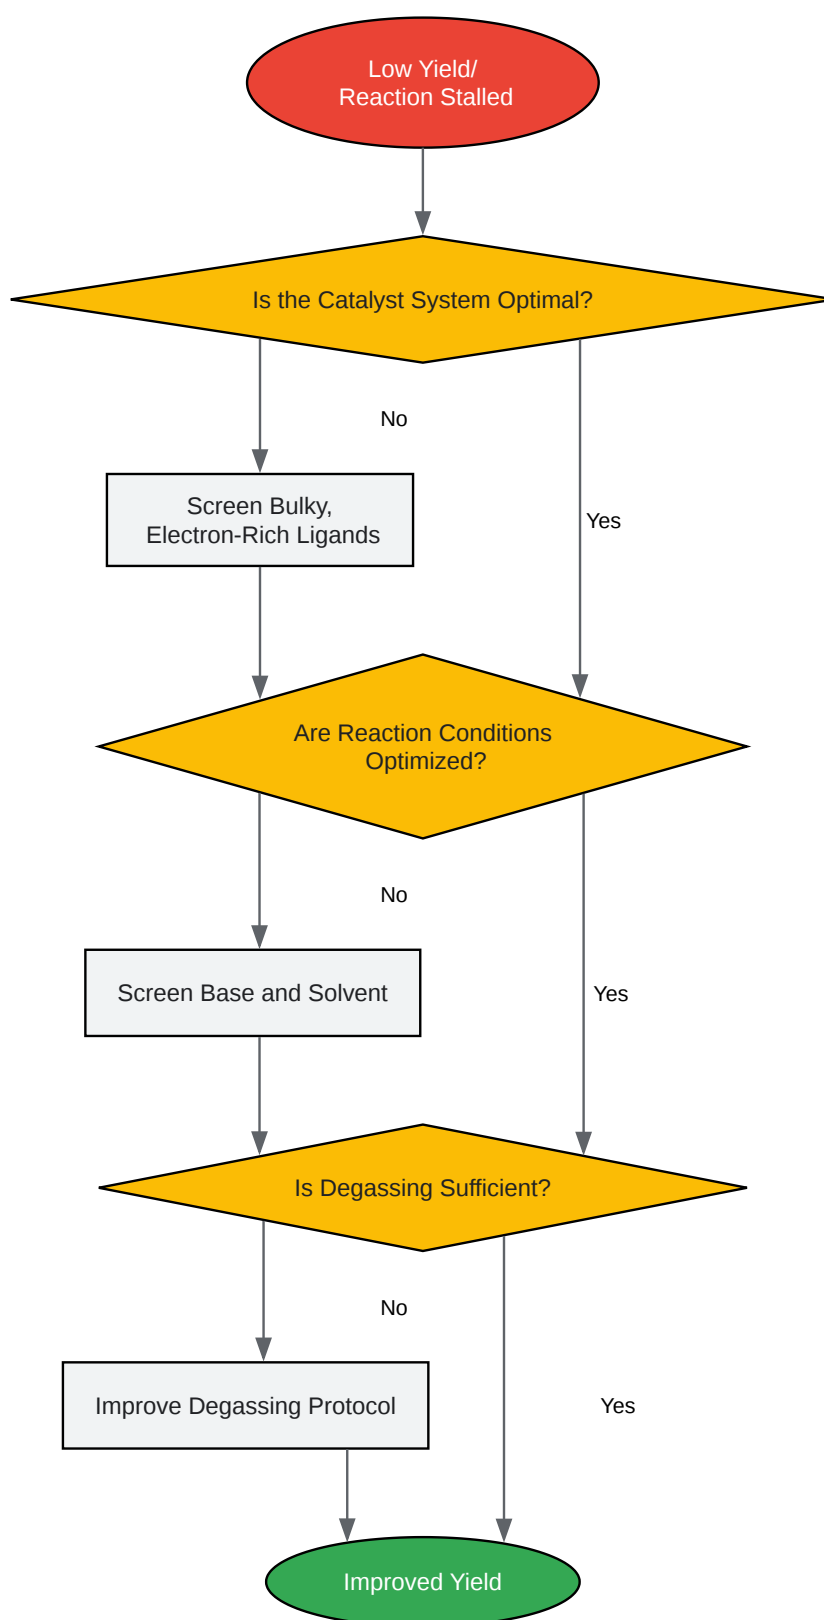 Low Yield/
Reaction Stalled
Is the Catalyst System Optimal?
No
Screen Bulky,
Electron-Rich Ligands
Yes
Are Reaction Conditions
Optimized?
No
Screen Base and Solvent
Yes
Is Degassing Sufficient?
No
Improve Degassing Protocol
Yes
Improved Yield